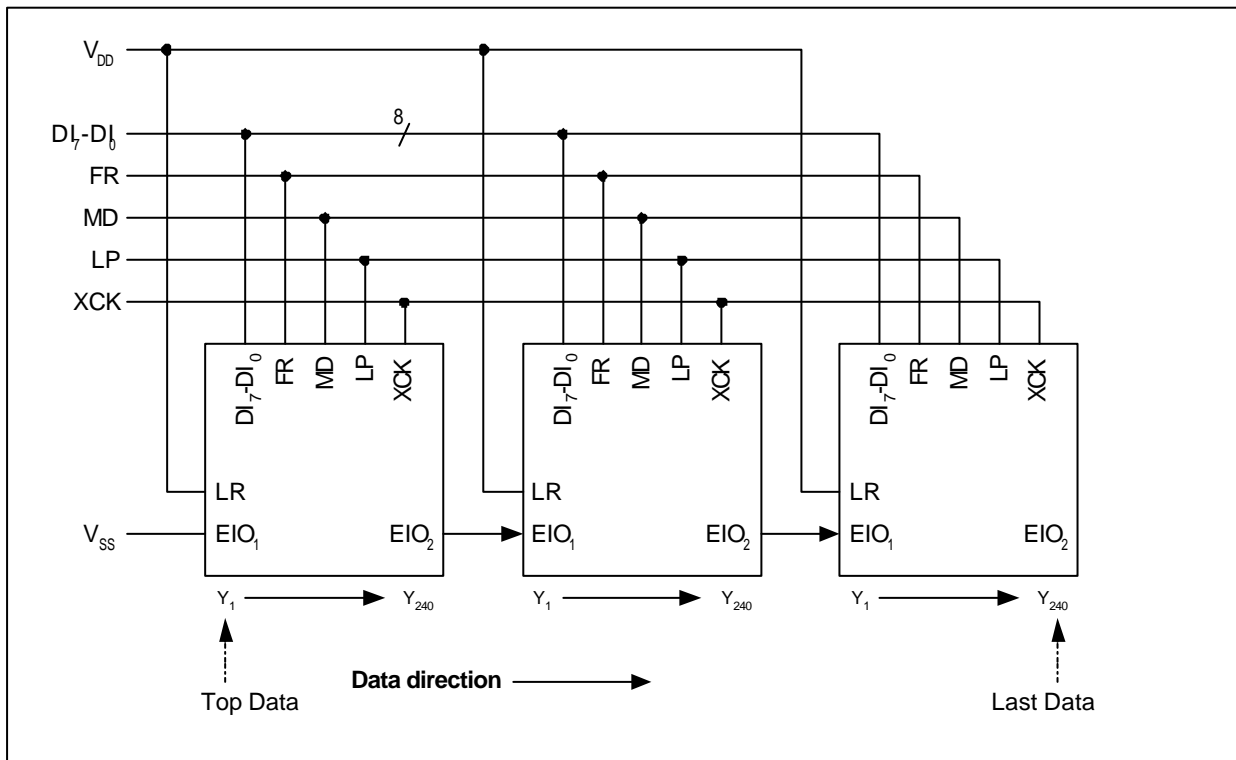 V_DD
8
DI7-DI0
FR
MD
LP
XCK
DI7-DI0 FR MD LP XCK DI7-DI0 FR MD LP XCK DI7-DI0 FR MD LP XCK
LR LR LR
V_SS EIO1 EIO2 EIO1 EIO2 EIO1 EIO2
Y1 Y240 Y1 Y240 Y1 Y240
Data direction
Top Data Last Data